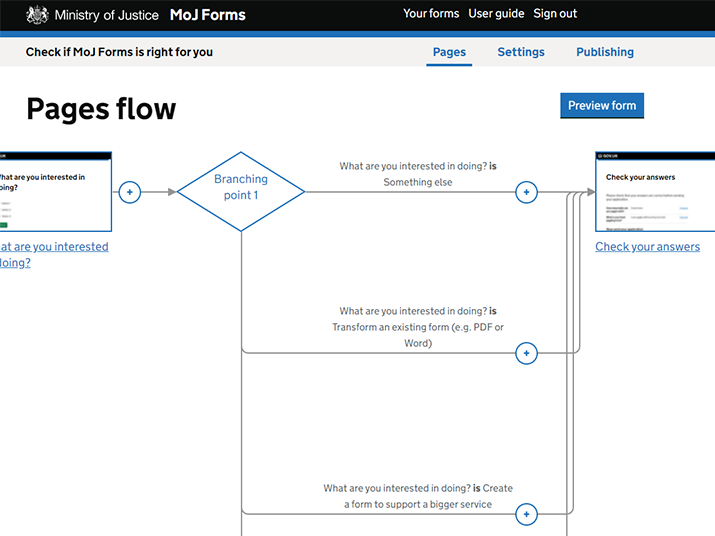 Ministry of Justice MoJ Forms Your forms User guide Sign out
Check if MoJ Forms is right for you Pages Settings Publishing
Pages flow
Preview form
GOV.UK
What are you interested in
doing?
at are you interested
doing?
Branching
point 1
What are you interested in doing? is
Something else
GOV.UK
Check your answers
Check your answers
What are you interested in doing? is
Transform an existing form (e.g. PDF or
Word)
What are you interested in doing? is Create
a form to support a bigger service